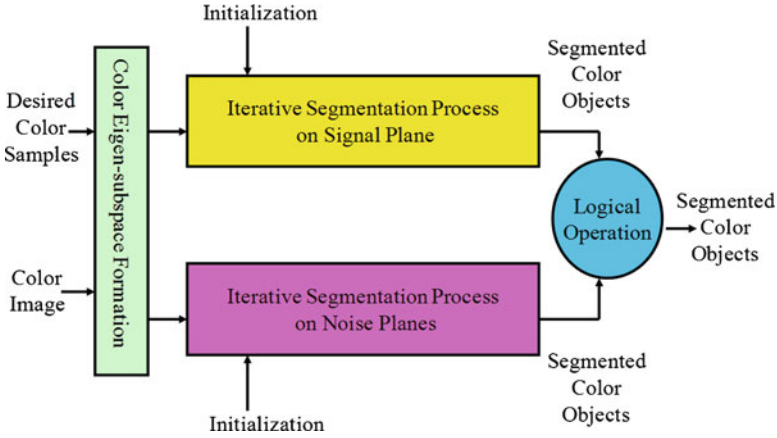 Initialization
Desired
Color
Samples
Color
Image
Color Eigen-subspace Formation
Iterative Segmentation Process
on Signal Plane
Segmented
Color
Objects
Iterative Segmentation Process
on Noise Planes
Initialization
Segmented
Color
Objects
Logical
Operation
Segmented
Color
Objects